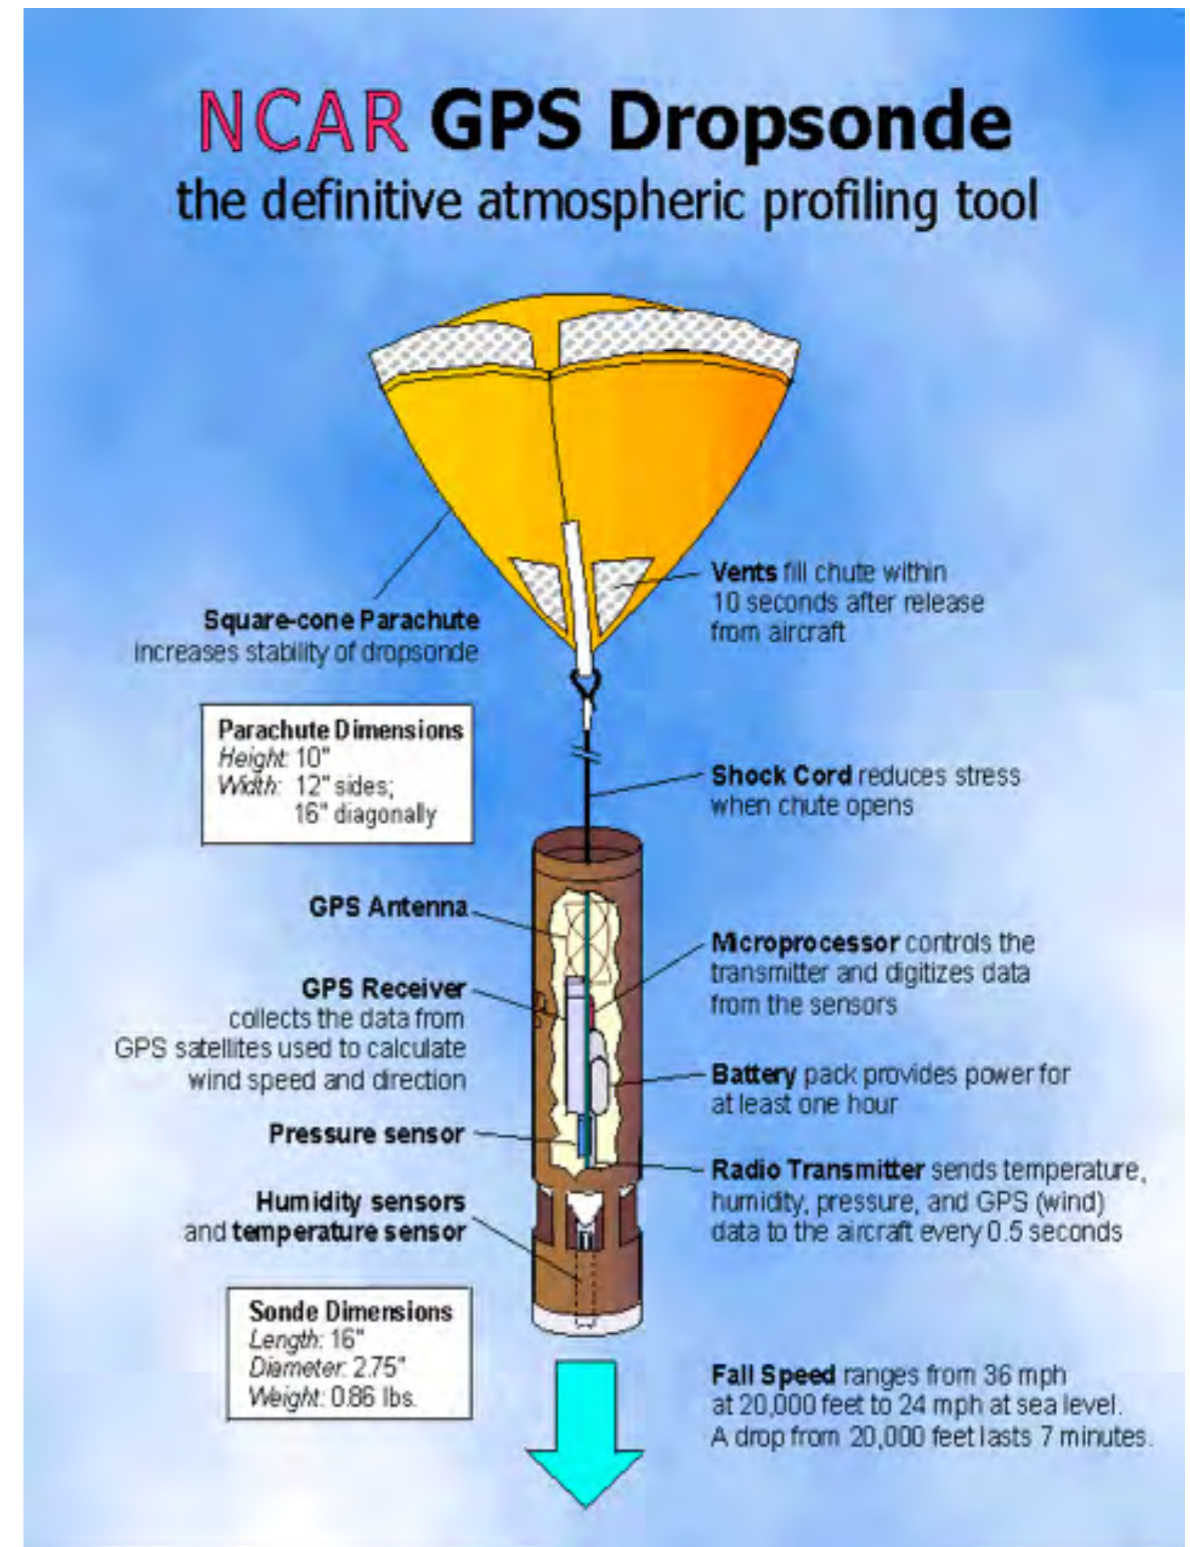 NCAR GPS Dropsonde
the definitive atmospheric profiling tool
Square-cone Parachute
increases stability of dropsonde
Vents fill chute within
10 seconds after release
from aircraft
Parachute Dimensions
Height: 10"
Width: 12" sides;
16" diagonally
Shock Cord reduces stress
when chute opens
GPS Antenna
Microprocessor controls the
transmitter and digitizes data
from the sensors
GPS Receiver
collects the data from
GPS satellites used to calculate
wind speed and direction
Battery pack provides power for
at least one hour
Pressure sensor
Radio Transmitter sends temperature,
humidity, pressure, and GPS (wind)
data to the aircraft every 0.5 seconds
Humidity sensors
and temperature sensor
Sonde Dimensions
Length: 16"
Diameter: 2.75"
Weight: 0.86 lbs.
Fall Speed ranges from 36 mph
at 20,000 feet to 24 mph at sea level.
A drop from 20,000 feet lasts 7 minutes.